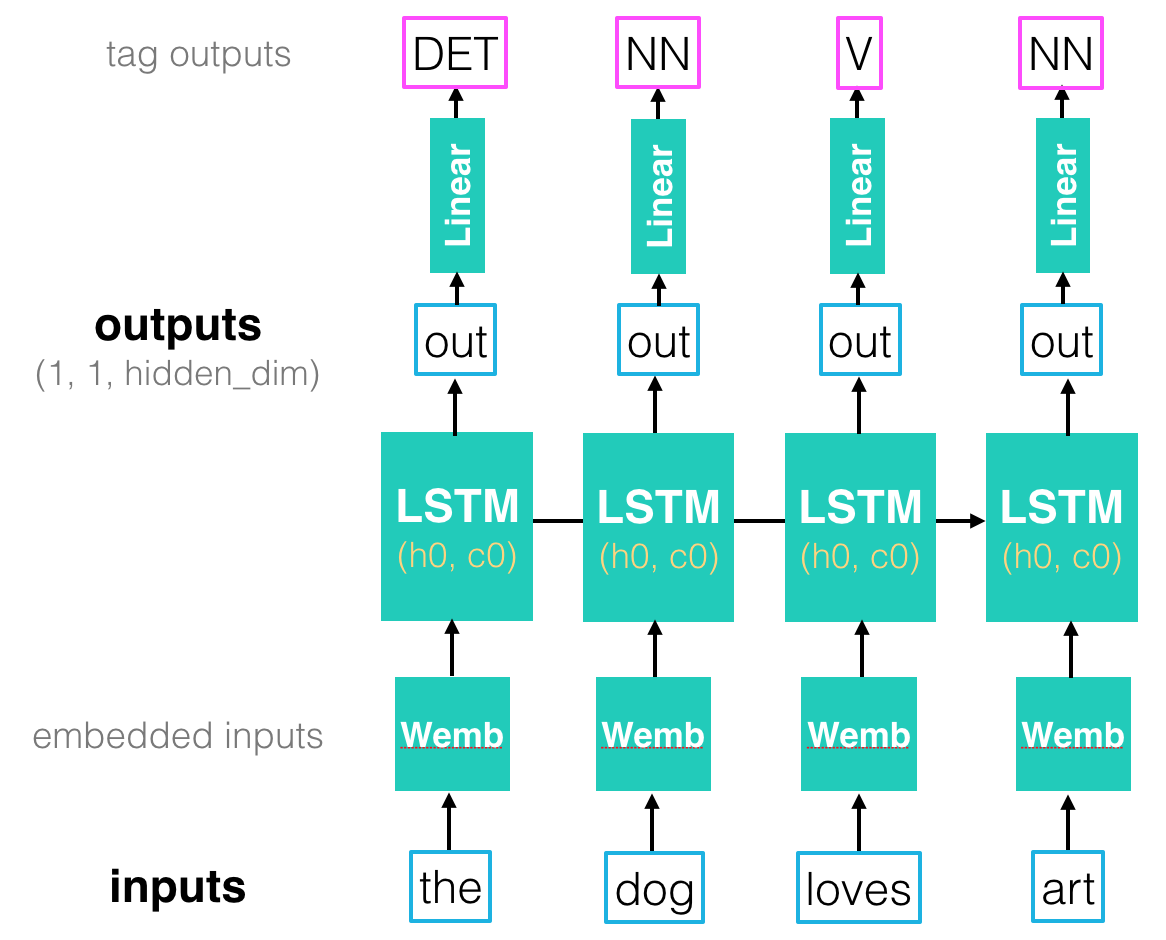 tag outputs DET NN V NN
Linear Linear Linear Linear
outputs
(1, 1, hidden_dim)
out out out out
LSTM LSTM LSTM LSTM
(h0, c0) (h0, c0) (h0, c0) (h0, c0)
embedded inputs Wemb Wemb Wemb Wemb
inputs the dog loves art